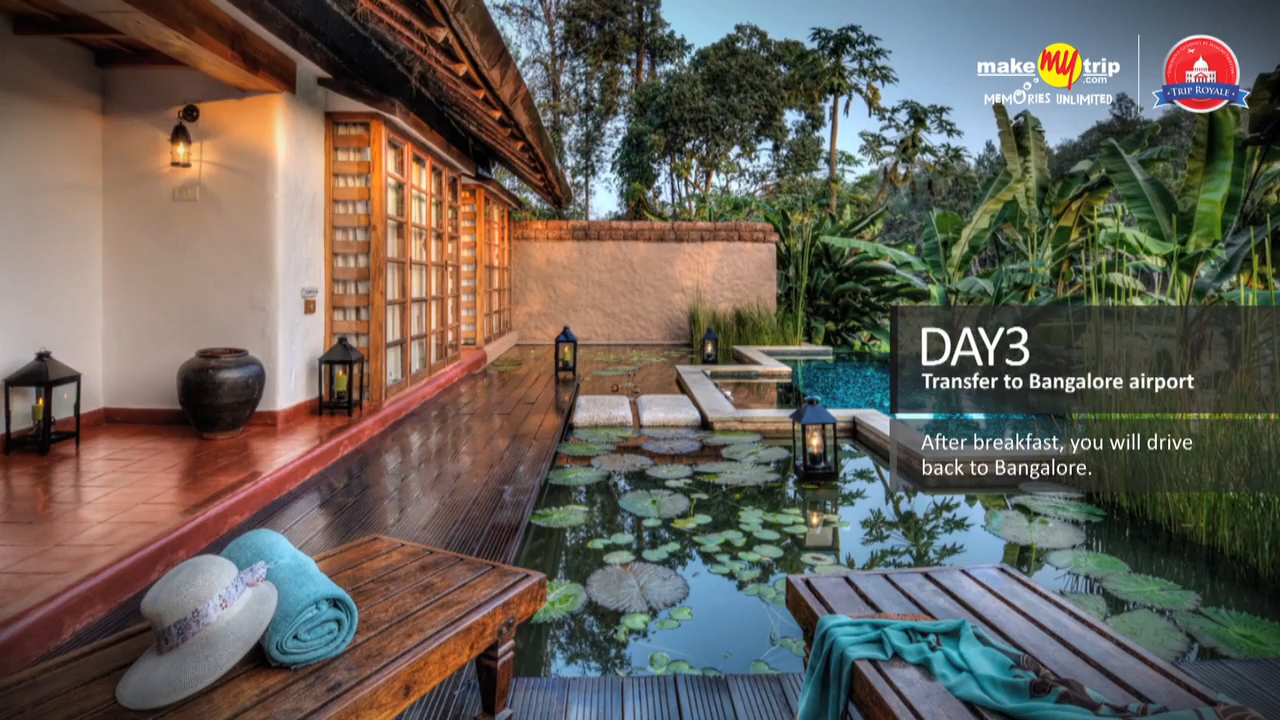 make my trip
.com
MEMORIES UNLIMITED
TRIP ROYALE
DAY3
Transfer to Bangalore airport
After breakfast, you will drive
back to Bangalore.